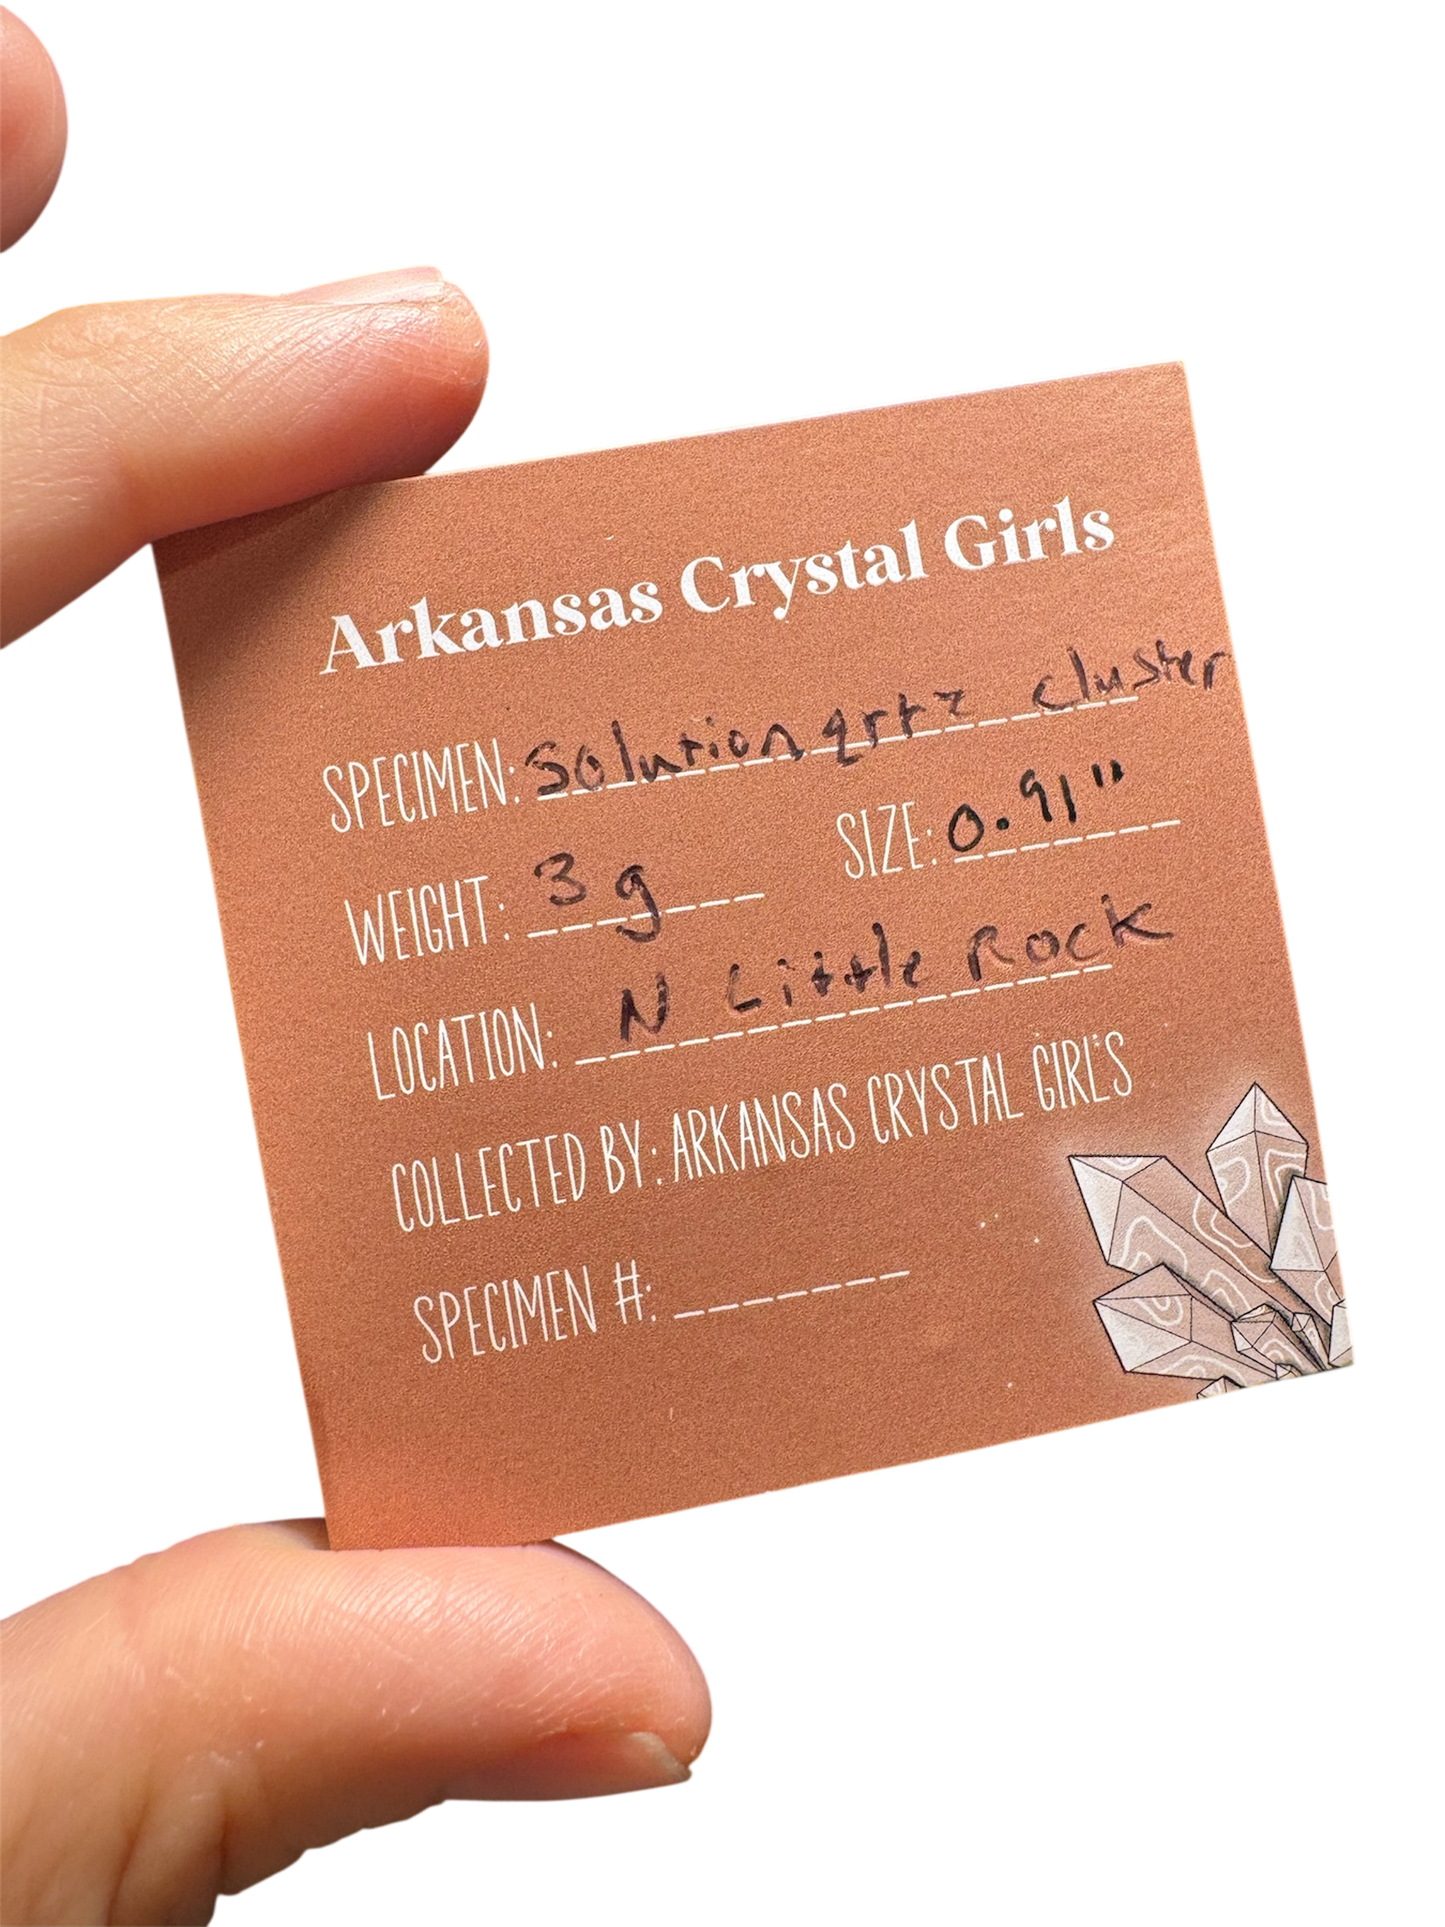 Arkansas Crystal Girls
SPECIMEN: Solution qrtz cluster
WEIGHT: 3g SIZE: 0.91"
LOCATION: N Little Rock
COLLECTED BY: ARKANSAS CRYSTAL GIRL'S
SPECIMEN #: